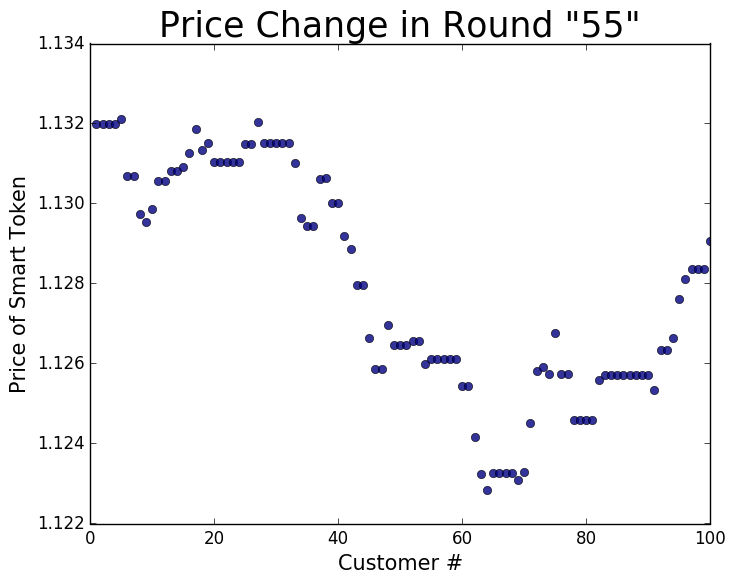 Price Change in Round "55"
1.134
1.132
1.130
1.128
1.126
1.124
1.122
Price of Smart Token
0 20 40 60 80 100
Customer #